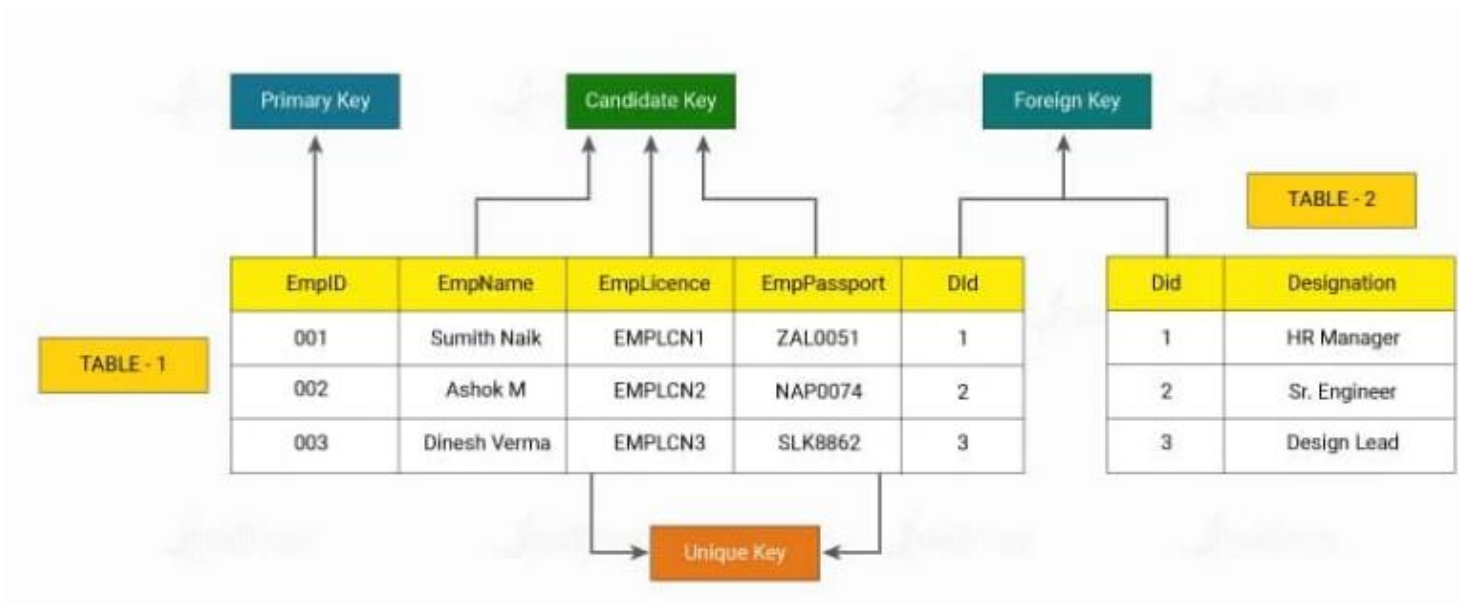 Primary Key
Candidate Key
Foreign Key
TABLE - 2
EmpID EmpName EmpLicence EmpPassport DId
Did Designation
001 Sumith Naik EMPLCN1 ZAL0051 1
1 HR Manager
TABLE - 1
002 Ashok M EMPLCN2 NAP0074 2
2 Sr. Engineer
003 Dinesh Verma EMPLCN3 SLK8862 3
3 Design Lead
Unique Key